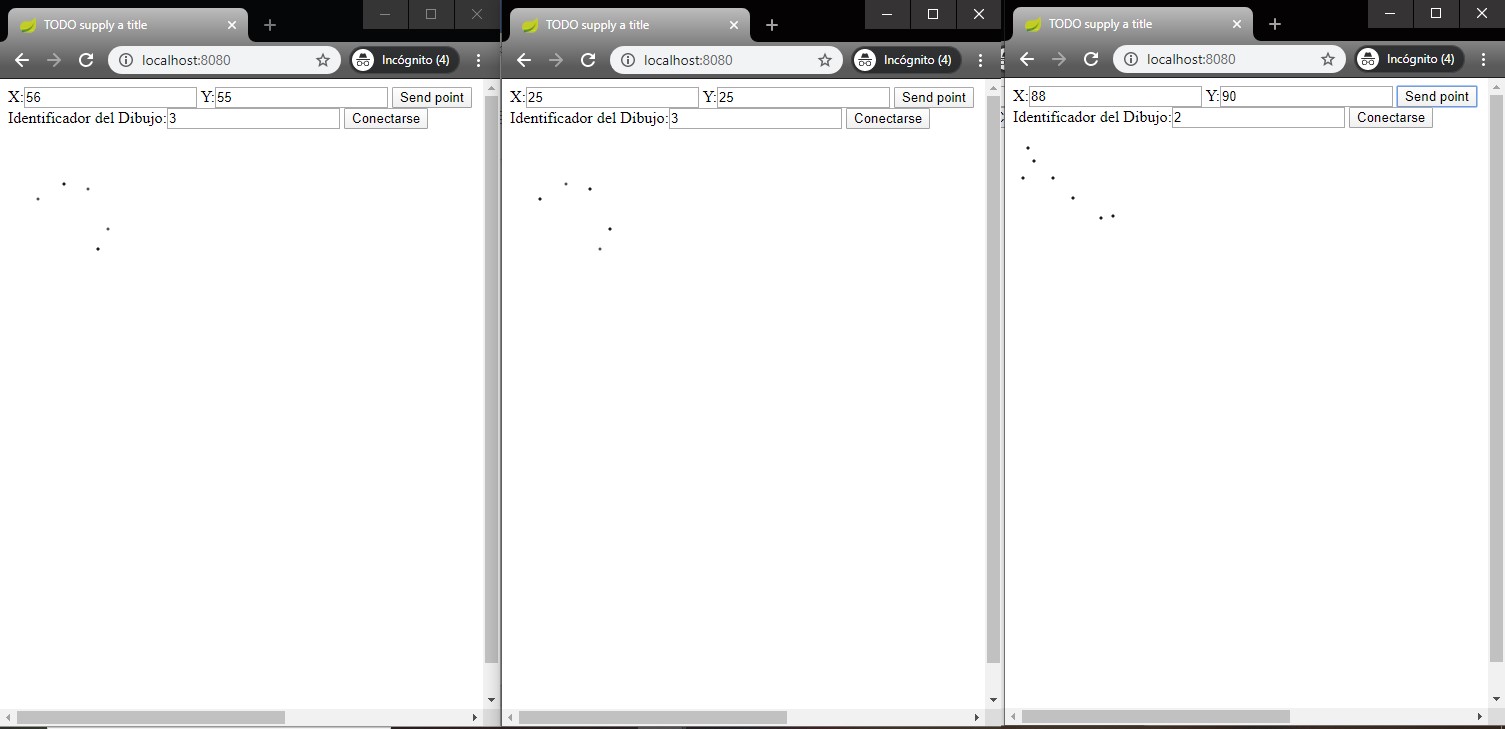 TODO supply a title
localhost:8080 Incógnito (4)
X: 56 Y: 55 Send point
Identificador del Dibujo: 3 Conectarse
TODO supply a title
localhost:8080 Incógnito (4)
X: 25 Y: 25 Send point
Identificador del Dibujo: 3 Conectarse
TODO supply a title
localhost:8080 Incógnito (4)
X: 88 Y: 90 Send point
Identificador del Dibujo: 2 Conectarse